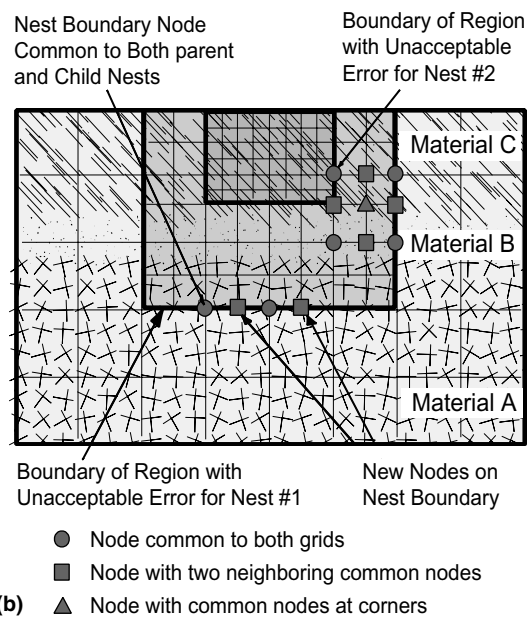 Nest Boundary Node
Common to Both parent
and Child Nests
Boundary of Region
with Unacceptable
Error for Nest #2
Material C
Material B
Material A
Boundary of Region with
Unacceptable Error for Nest #1
New Nodes on
Nest Boundary
Node common to both grids
Node with two neighboring common nodes
(b) Node with common nodes at corners